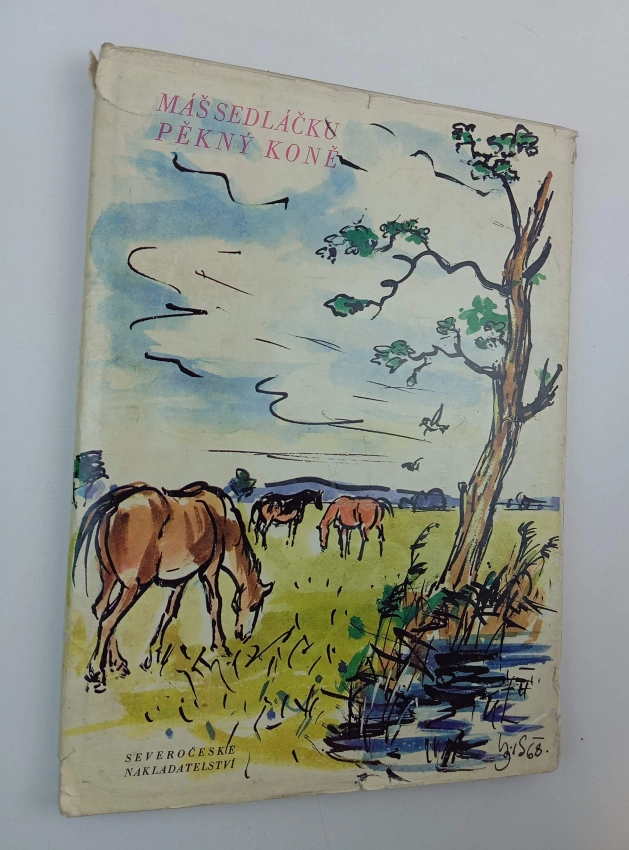 MÁŠ SEDLÁČKU
PĚKNÝ KONĚ
SEVEROČESKÉ
NAKLADATELSTVÍ